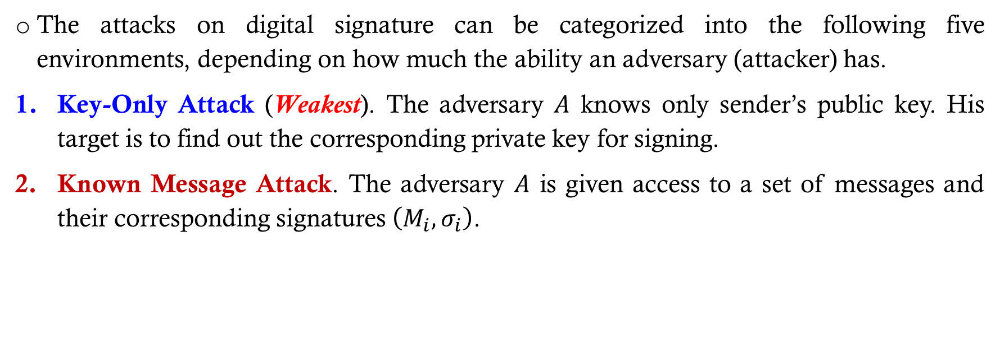 ○ The attacks on digital signature can be categorized into the following five
environments, depending on how much the ability an adversary (attacker) has.
1. Key-Only Attack (Weakest). The adversary A knows only sender’s public key. His
target is to find out the corresponding private key for signing.
2. Known Message Attack. The adversary A is given access to a set of messages and
their corresponding signatures (Mᵢ, σᵢ).